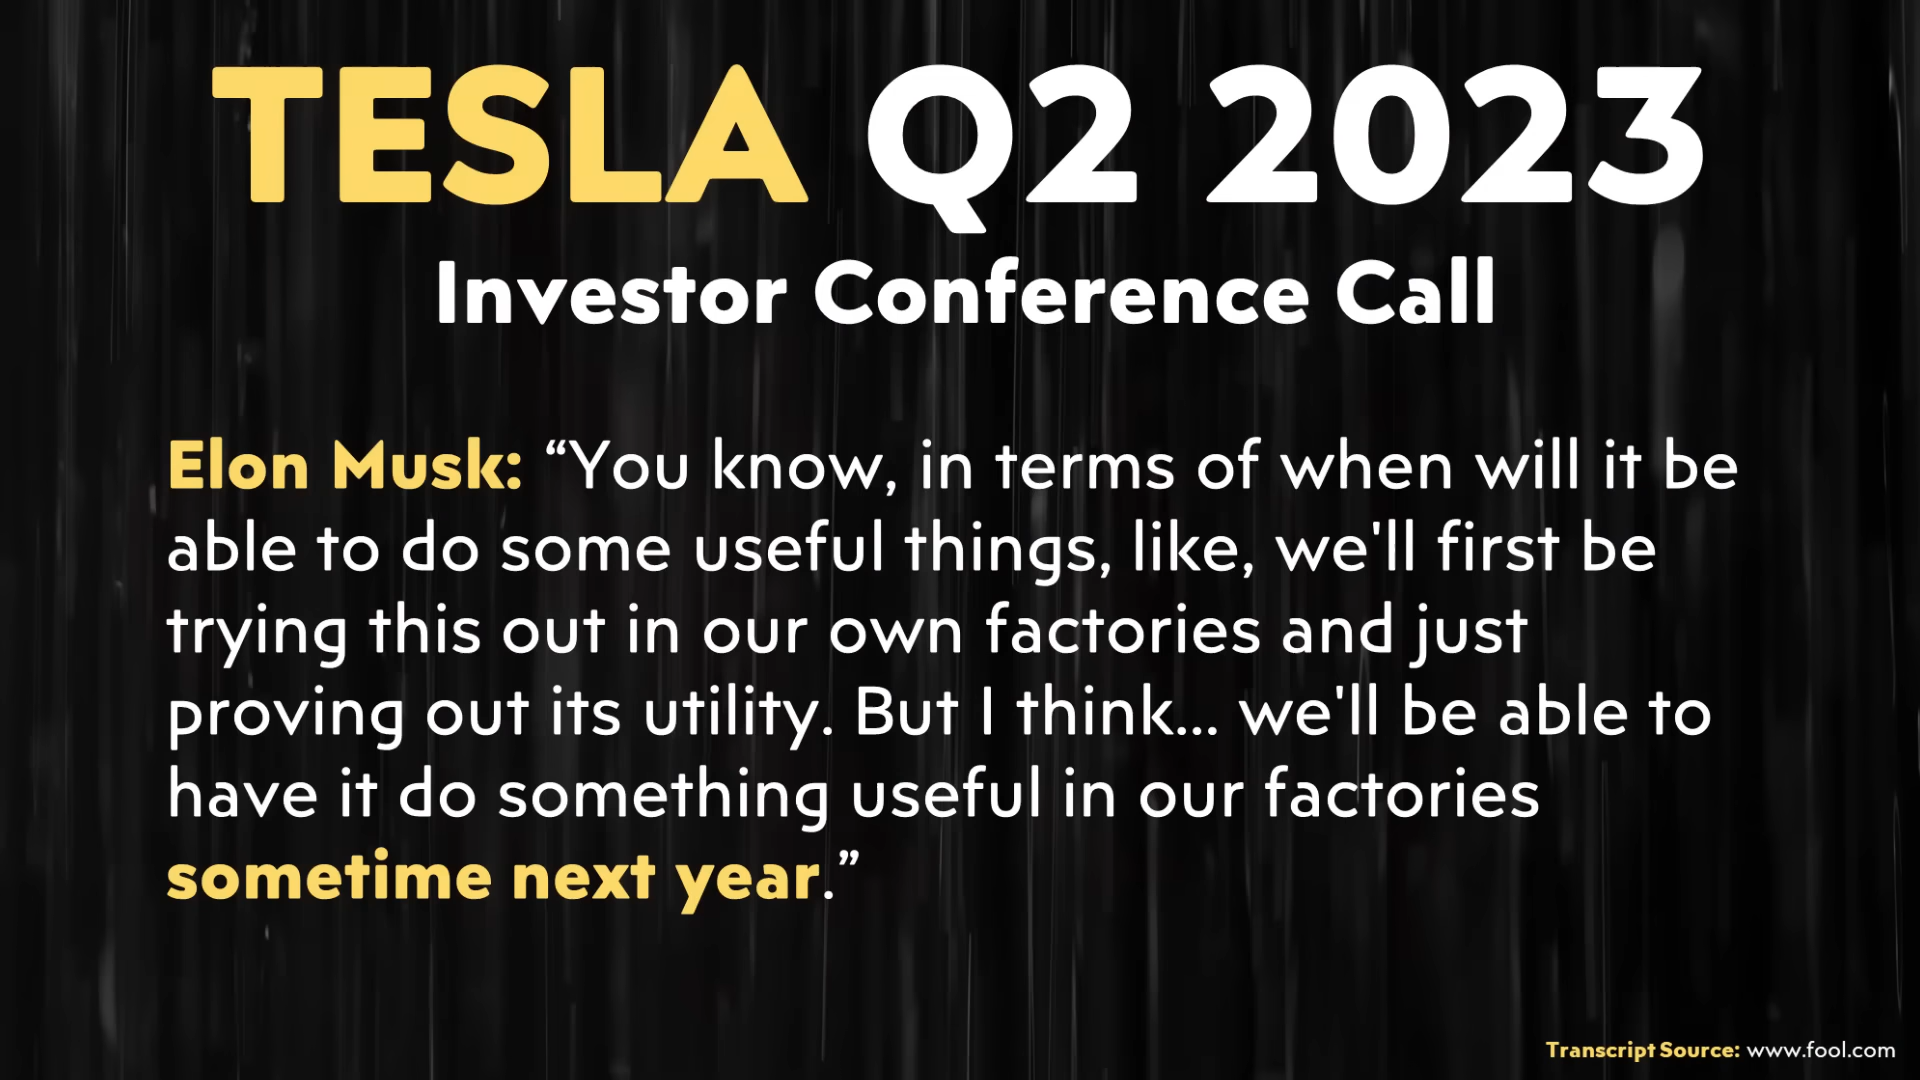 TESLA Q2 2023
Investor Conference Call
Elon Musk: “You know, in terms of when will it be
able to do some useful things, like, we'll first be
trying this out in our own factories and just
proving out its utility. But I think... we'll be able to
have it do something useful in our factories
sometime next year.”
Transcript Source: www.fool.com